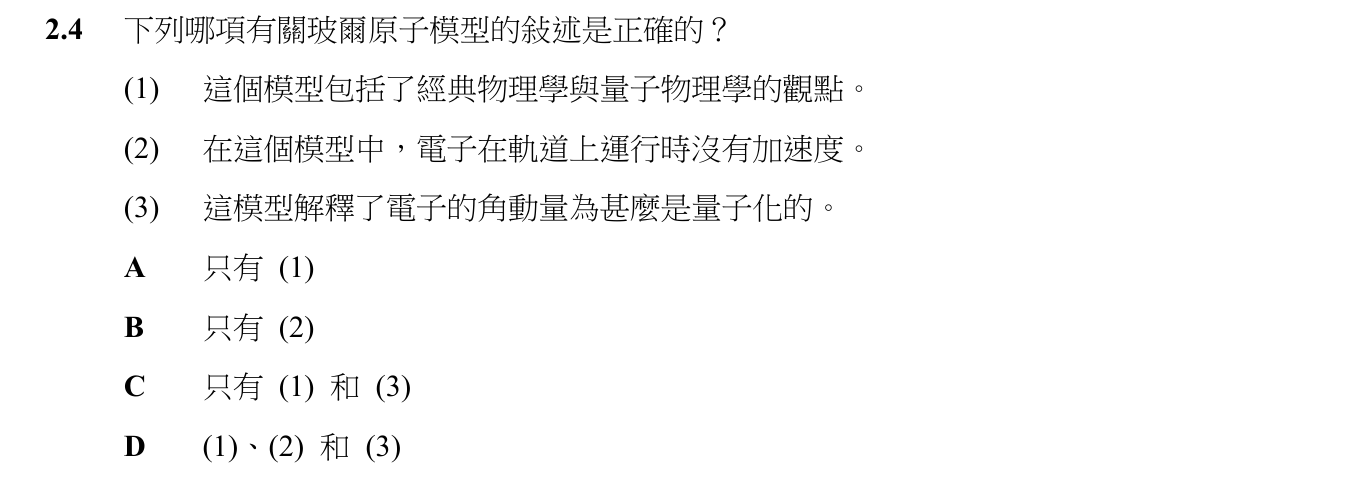 2.4 下列哪項有關玻爾原子模型的敍述是正確的？
(1) 這個模型包括了經典物理學與量子物理學的觀點。
(2) 在這個模型中，電子在軌道上運行時沒有加速度。
(3) 這模型解釋了電子的角動量為甚麼是量子化的。
A 只有 (1)
B 只有 (2)
C 只有 (1) 和 (3)
D (1)、(2) 和 (3)